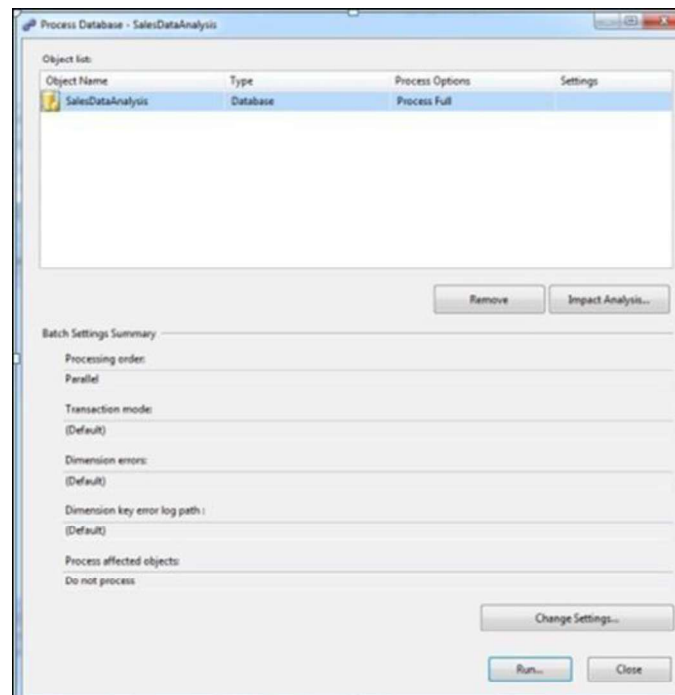 Process Database - SalesDataAnalysis
Object list:
Object Name Type Process Options Settings
SalesDataAnalysis Database Process Full
Remove Impact Analysis...
Batch Settings Summary
Processing order:
Parallel
Transaction mode:
(Default)
Dimension errors:
(Default)
Dimension key error log path :
(Default)
Process affected objects:
Do not process
Change Settings...
Run... Close